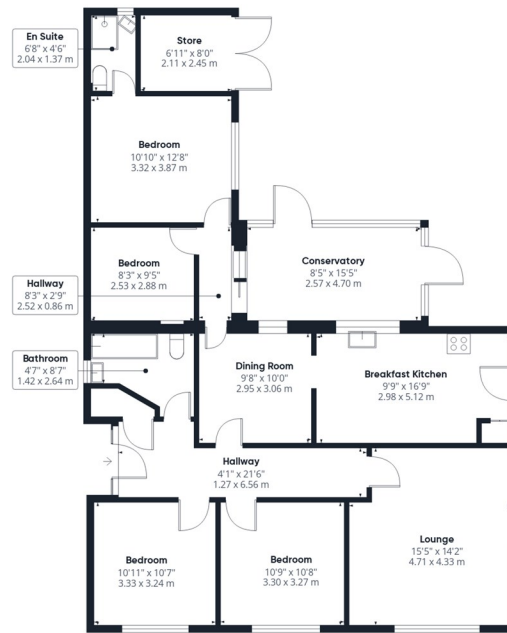 En Suite
6'8" x 4'6"
2.04 x 1.37 m
Store
6'11" x 8'0"
2.11 x 2.45 m
Bedroom
10'10" x 12'8"
3.32 x 3.87 m
Bedroom
8'3" x 9'5"
2.53 x 2.88 m
Conservatory
8'5" x 15'5"
2.57 x 4.70 m
Hallway
8'3" x 2'9"
2.52 x 0.86 m
Bathroom
4'7" x 8'7"
1.42 x 2.64 m
Dining Room
9'8" x 10'0"
2.95 x 3.06 m
Breakfast Kitchen
9'9" x 16'9"
2.98 x 5.12 m
Hallway
4'1" x 21'6"
1.27 x 6.56 m
Bedroom
10'11" x 10'7"
3.33 x 3.24 m
Bedroom
10'9" x 10'8"
3.30 x 3.27 m
Lounge
15'5" x 14'2"
4.71 x 4.33 m